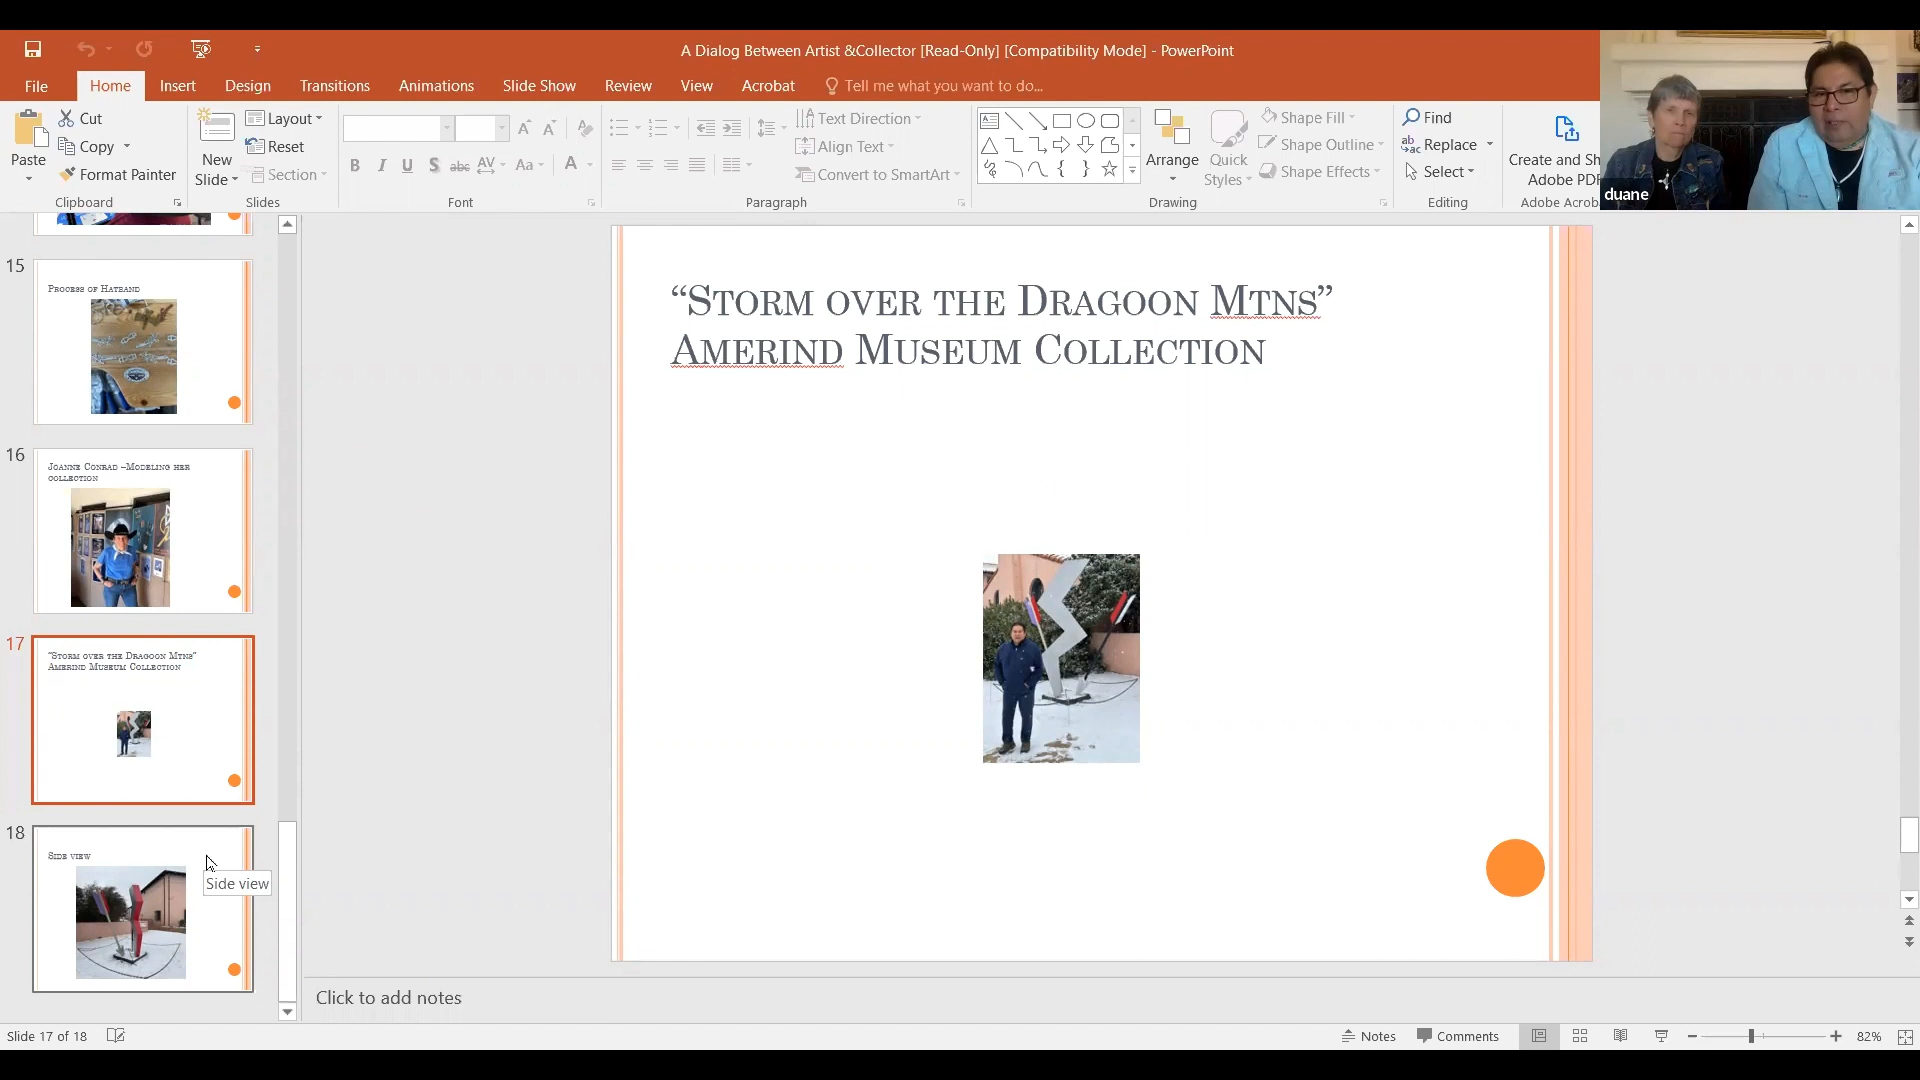 A Dialog Between Artist &Collector [Read-Only] [Compatibility Mode] - PowerPoint
File Home Insert Design Transitions Animations Slide Show Review View Acrobat Tell me what you want to do...
Paste
Cut
Copy
Format Painter
Clipboard
New Slide
Layout
Reset
Section
Slides
B I U S abc AV Aa A
Font
Text Direction
Align Text
Convert to SmartArt
Paragraph
Arrange
Quick Styles
Shape Fill
Shape Outline
Shape Effects
Drawing
Find
Replace
Select
Editing
Create and Sh
Adobe PDF
Adobe Acrob
duane
15
Process of Hatband
16
Joanne Conrad –Modeling her
collection
17
“Storm over the Dragoon Mtns”
Amerind Museum Collection
18
Side view
Side view
“Storm over the Dragoon Mtns”
Amerind Museum Collection
Click to add notes
Slide 17 of 18
Notes Comments 82%